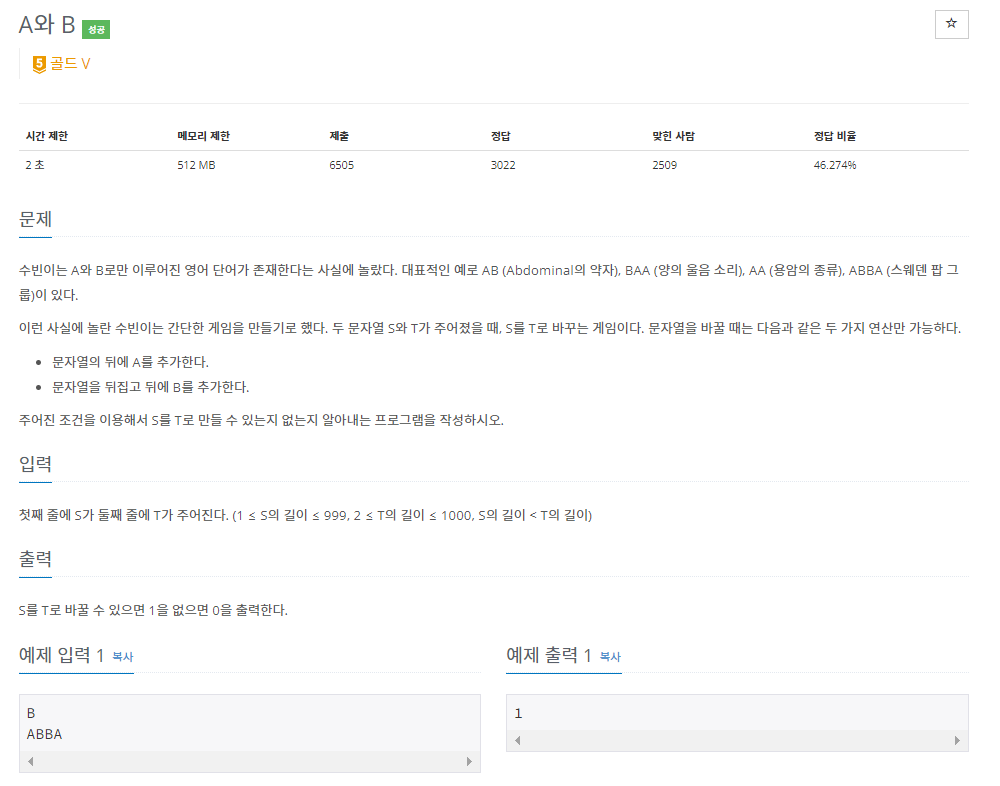 A와 B 성공
☆
5 골드 V
시간 제한 메모리 제한 제출 정답 맞힌 사람 정답 비율
2 초 512 MB 6505 3022 2509 46.274%
문제
수빈이는 A와 B로만 이루어진 영어 단어가 존재한다는 사실에 놀랐다. 대표적인 예로 AB (Abdominal의 약자), BAA (양의 울음 소리), AA (용암의 종류), ABBA (스웨덴 팝 그
룹)이 있다.
이런 사실에 놀란 수빈이는 간단한 게임을 만들기로 했다. 두 문자열 S와 T가 주어졌을 때, S를 T로 바꾸는 게임이다. 문자열을 바꿀 때는 다음과 같은 두 가지 연산만 가능하다.
• 문자열의 뒤에 A를 추가한다.
• 문자열을 뒤집고 뒤에 B를 추가한다.
주어진 조건을 이용해서 S를 T로 만들 수 있는지 없는지 알아내는 프로그램을 작성하시오.
입력
첫째 줄에 S가 둘째 줄에 T가 주어진다. (1 ≤ S의 길이 ≤ 999, 2 ≤ T의 길이 ≤ 1000, S의 길이 < T의 길이)
출력
S를 T로 바꿀 수 있으면 1을 없으면 0을 출력한다.
예제 입력 1 복사
B
ABBA
예제 출력 1 복사
1